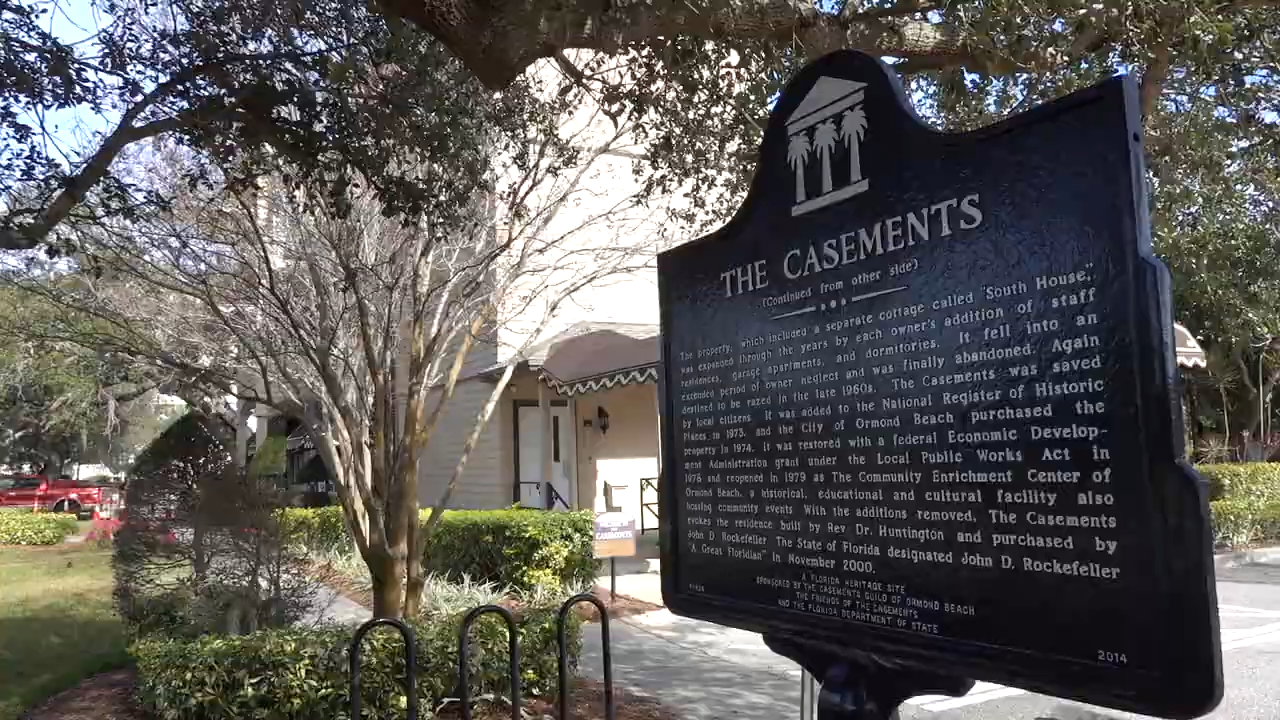 THE CASEMENTS
(Continued from other side)
The property, which included a separate cottage called "South House,"
was expanded through the years by each owner's addition of staff
residences, garage apartments, and dormitories. It fell into an
extended period of owner neglect and was finally abandoned. Again
destined to be razed in the late 1960s, The Casements was saved
by local citizens. It was added to the National Register of Historic
Places in 1973, and the City of Ormond Beach purchased the
property in 1974. It was restored with a federal Economic Develop-
ment Administration grant under the Local Public Works Act in
1978 and reopened in 1979 as The Community Enrichment Center of
Ormond Beach, a historical, educational and cultural facility also
housing community events. With the additions removed, The Casements
evokes the residence built by Rev. Dr. Huntington and purchased by
John D. Rockefeller. The State of Florida designated John D. Rockefeller
"A Great Floridian" in November 2000.
A FLORIDA HERITAGE SITE
SPONSORED BY THE CASEMENTS GUILD OF ORMOND BEACH
THE FRIENDS OF THE CASEMENTS
AND THE FLORIDA DEPARTMENT OF STATE
2014
CASEMENTS